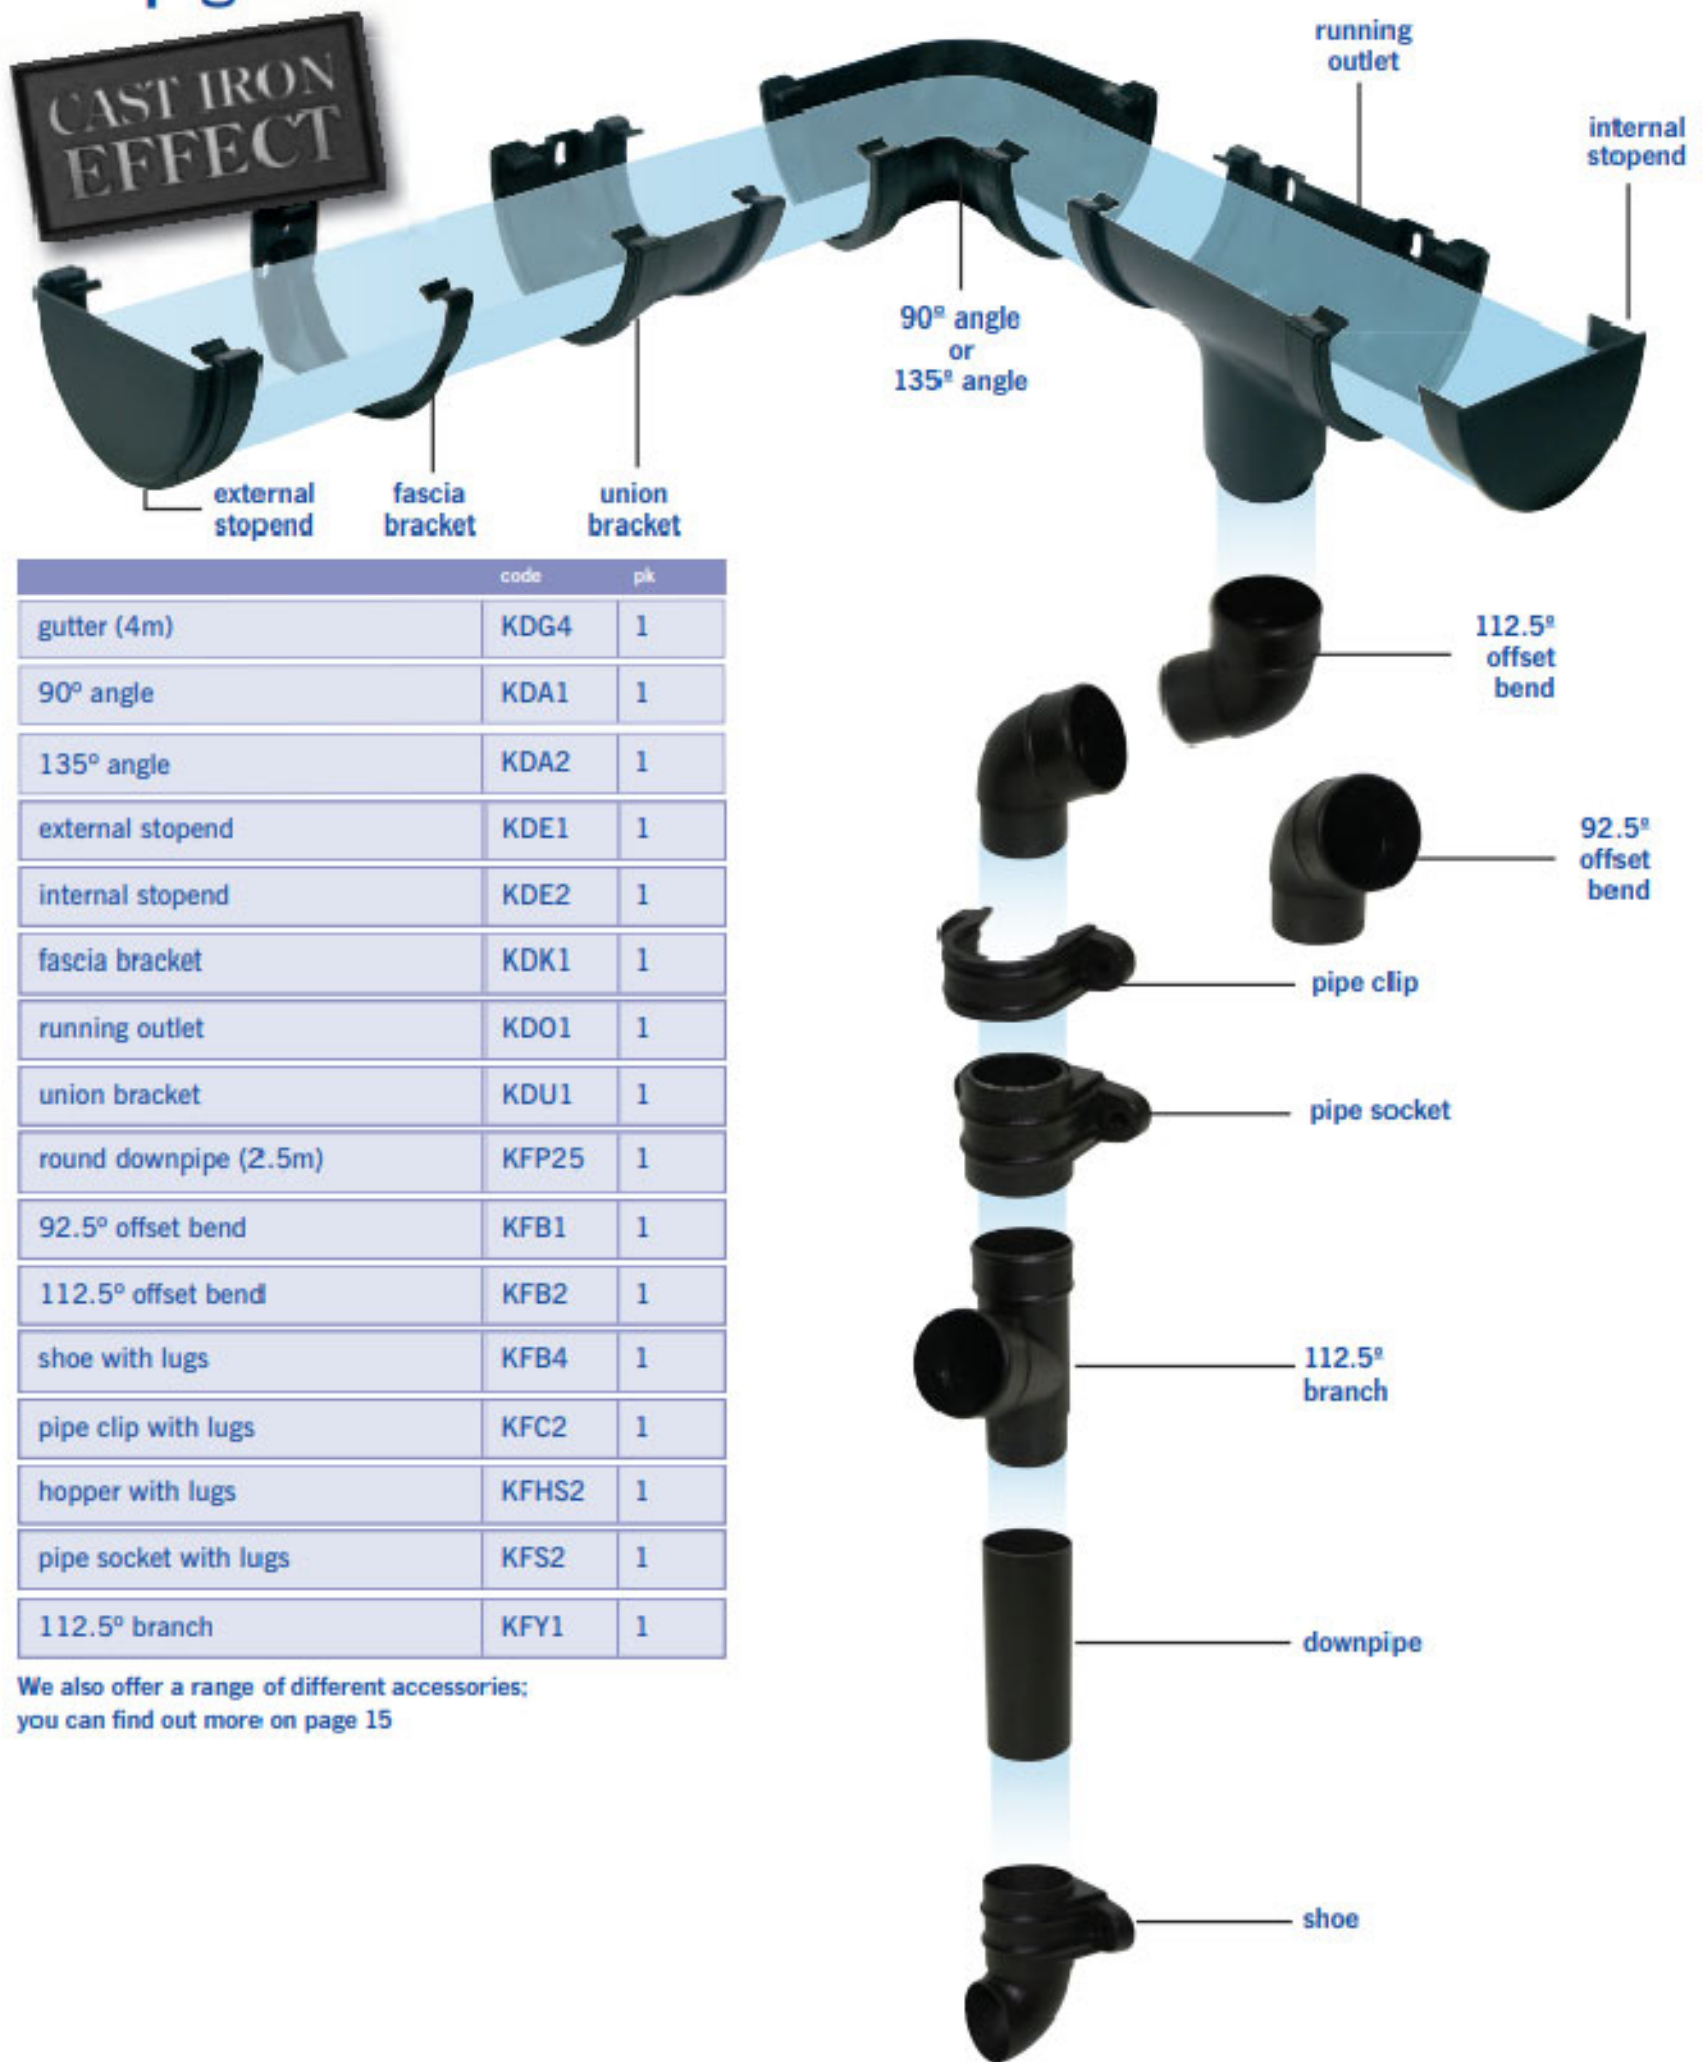 CAST IRON
EFFECT
running
outlet
internal
stopend
90º angle
or
135º angle
external
stopend
fascia
bracket
union
bracket
code pk
gutter (4m) KDG4 1
90º angle KDA1 1
135º angle KDA2 1
external stopend KDE1 1
internal stopend KDE2 1
fascia bracket KDK1 1
running outlet KDO1 1
union bracket KDU1 1
round downpipe (2.5m) KFP25 1
92.5º offset bend KFB1 1
112.5º offset bend KFB2 1
shoe with lugs KFB4 1
pipe clip with lugs KFC2 1
hopper with lugs KFHS2 1
pipe socket with lugs KFS2 1
112.5º branch KFY1 1
We also offer a range of different accessories;
you can find out more on page 15
112.5º
offset
bend
92.5º
offset
bend
pipe clip
pipe socket
112.5º
branch
downpipe
shoe